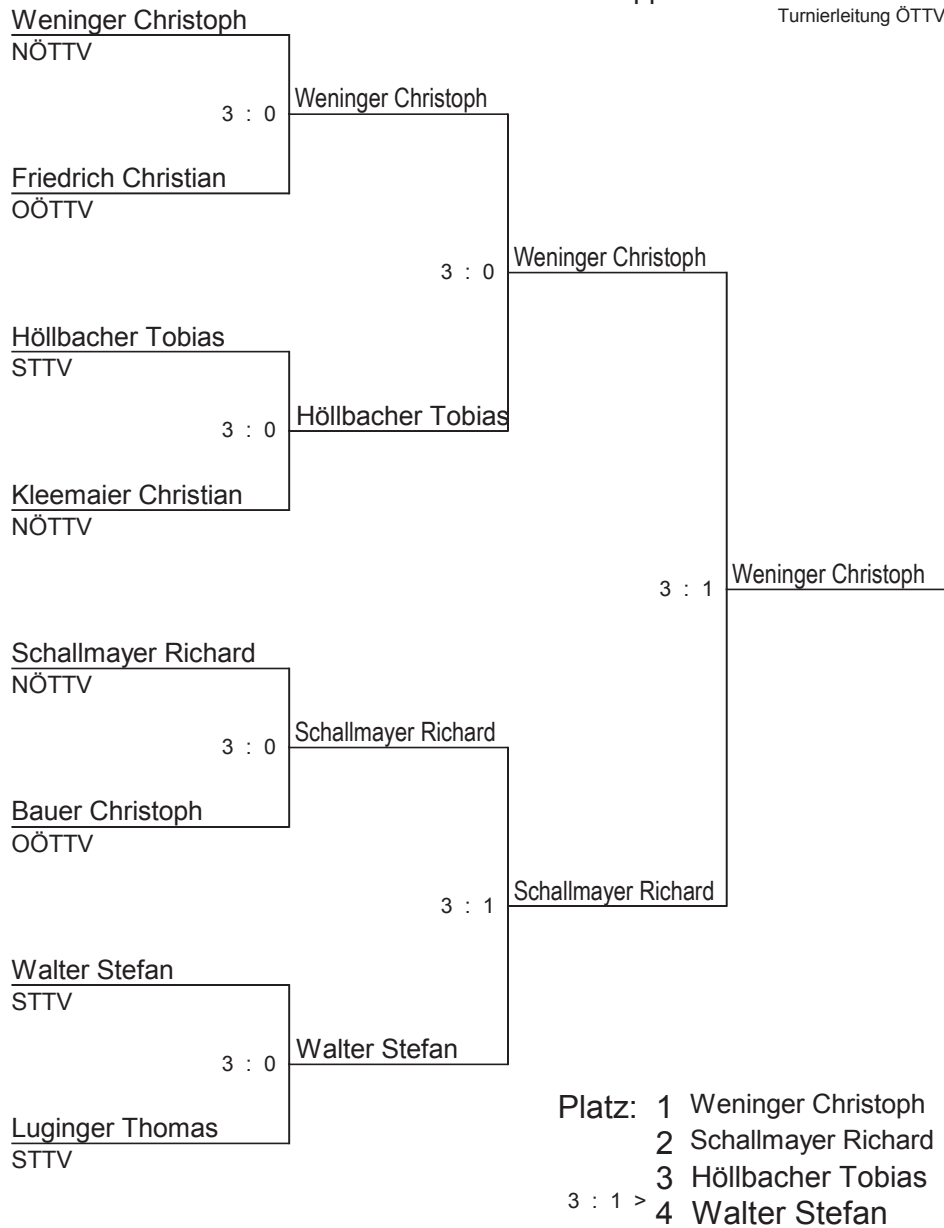 Turnierleitung ÖTTV
Weninger Christoph
NÖTTV
3 : 0
Weninger Christoph
Friedrich Christian
OÖTTV
3 : 0
Weninger Christoph
Höllbacher Tobias
STTV
3 : 0
Höllbacher Tobias
Kleemaier Christian
NÖTTV
3 : 1
Weninger Christoph
Schallmayer Richard
NÖTTV
3 : 0
Schallmayer Richard
Bauer Christoph
OÖTTV
3 : 1
Schallmayer Richard
Walter Stefan
STTV
3 : 0
Walter Stefan
Luginger Thomas
STTV
Platz: 1 Weninger Christoph
2 Schallmayer Richard
3 Höllbacher Tobias
3 : 1 >
4 Walter Stefan